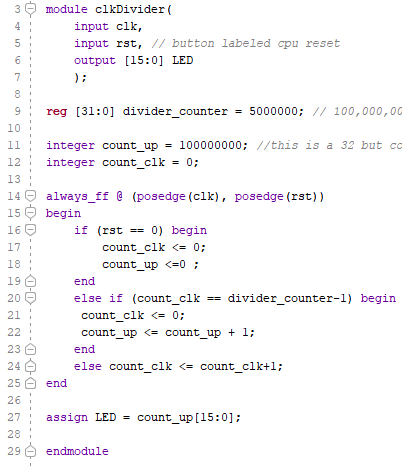 3 module clkDivider(
4 input clk,
5 input rst, // button labeled cpu reset
6 output [15:0] LED
7 );
8
9 reg [31:0] divider_counter = 5000000; // 100,000,00
10
11 integer count_up = 100000000; //this is a 32 but co
12 integer count_clk = 0;
13
14 always_ff @ (posedge(clk), posedge(rst))
15 begin
16 if (rst == 0) begin
17 count_clk <= 0;
18 count_up <=0 ;
19 end
20 else if (count_clk == divider_counter-1) begin
21 count_clk <= 0;
22 count_up <= count_up + 1;
23 end
24 else count_clk <= count_clk+1;
25 end
26
27 assign LED = count_up[15:0];
28
29 endmodule